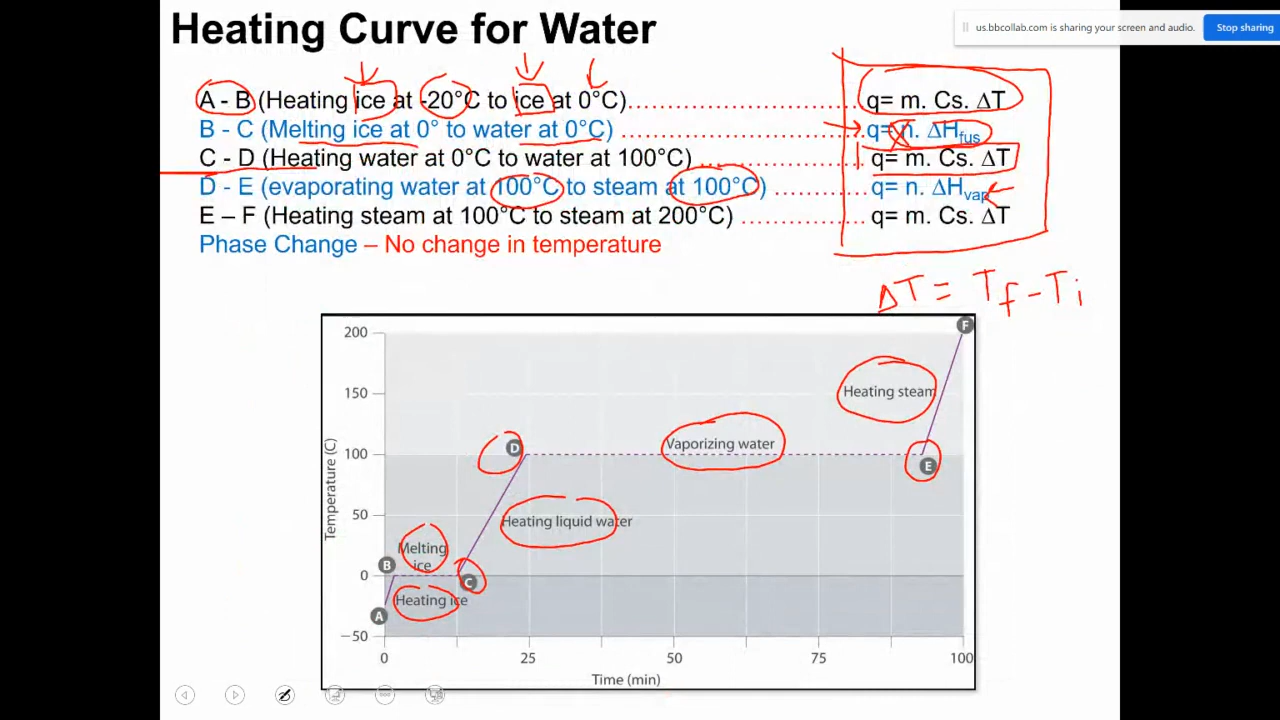 Heating Curve for Water
us.bbcollab.com is sharing your screen and audio.
Stop sharing
A - B (Heating ice at -20°C to ice at 0°C)..................................... q= m. Cs. ΔT
B - C (Melting ice at 0° to water at 0°C) ...................................... q= n. ΔHfus
C - D (Heating water at 0°C to water at 100°C) ........................... q= m. Cs. ΔT
D - E (evaporating water at 100°C to steam at 100°C) ............... q= n. ΔHvap
E – F (Heating steam at 100°C to steam at 200°C) .................... q= m. Cs. ΔT
Phase Change – No change in temperature
ΔT = Tf - Ti
F
200
Heating steam
150
Vaporizing water
D
100
E
Temperature (C)
Heating liquid water
50
Melting
ice
B
0
C
Heating ice
A
−50
0 25 50 75 100
Time (min)